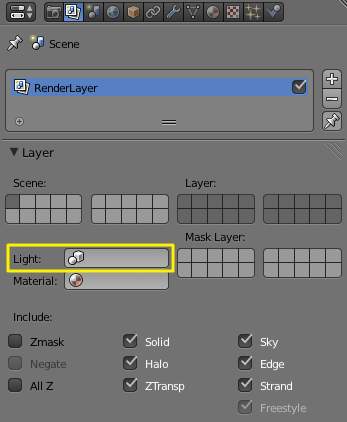 Scene
RenderLayer
Layer
Scene: Layer:
Light: Mask Layer:
Material:
Include:
Zmask Solid Sky
Negate Halo Edge
All Z ZTransp Strand
Freestyle